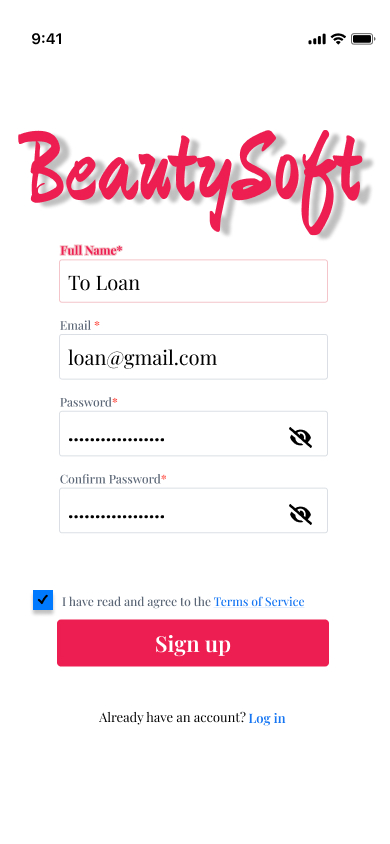 9:41
BeautySoft
Full Name*
To Loan
Email *
loan@gmail.com
Password*
••••••••••••••••••
Confirm Password*
••••••••••••••••••
I have read and agree to the Terms of Service
Sign up
Already have an account? Log in